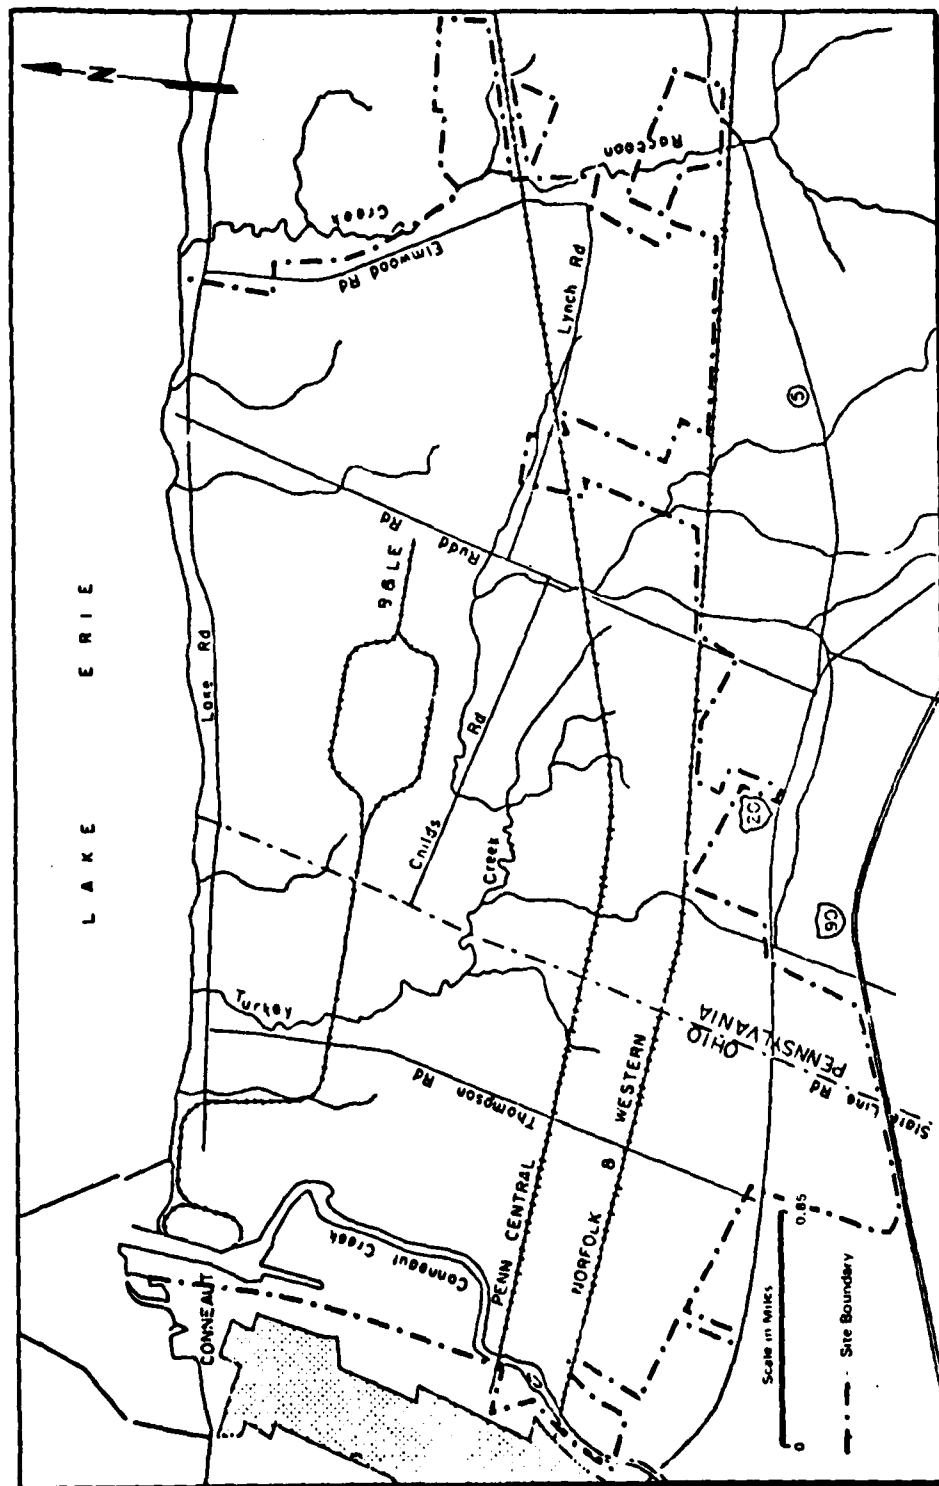 N
LAKE ERIE
Lake Rd
Creek
Raccoon
Elmwood Rd
Lynch Rd
Rudd Rd
9 B L E
5
Childs Rd
Turkey
Creek
20
90
OHIO
PENNSYLVANIA
State Line Rd
Thompson Rd
CONNEAUT
Conneaut Creek
PENN CENTRAL
NORFOLK & WESTERN
Scale in Miles
0 0.85
Site Boundary